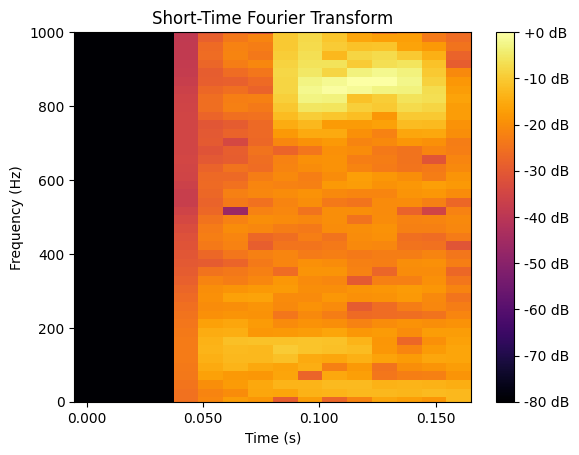 Short-Time Fourier Transform
1000
800
600
400
200
0
Frequency (Hz)
0.000
0.050
0.100
0.150
Time (s)
+0 dB
-10 dB
-20 dB
-30 dB
-40 dB
-50 dB
-60 dB
-70 dB
-80 dB